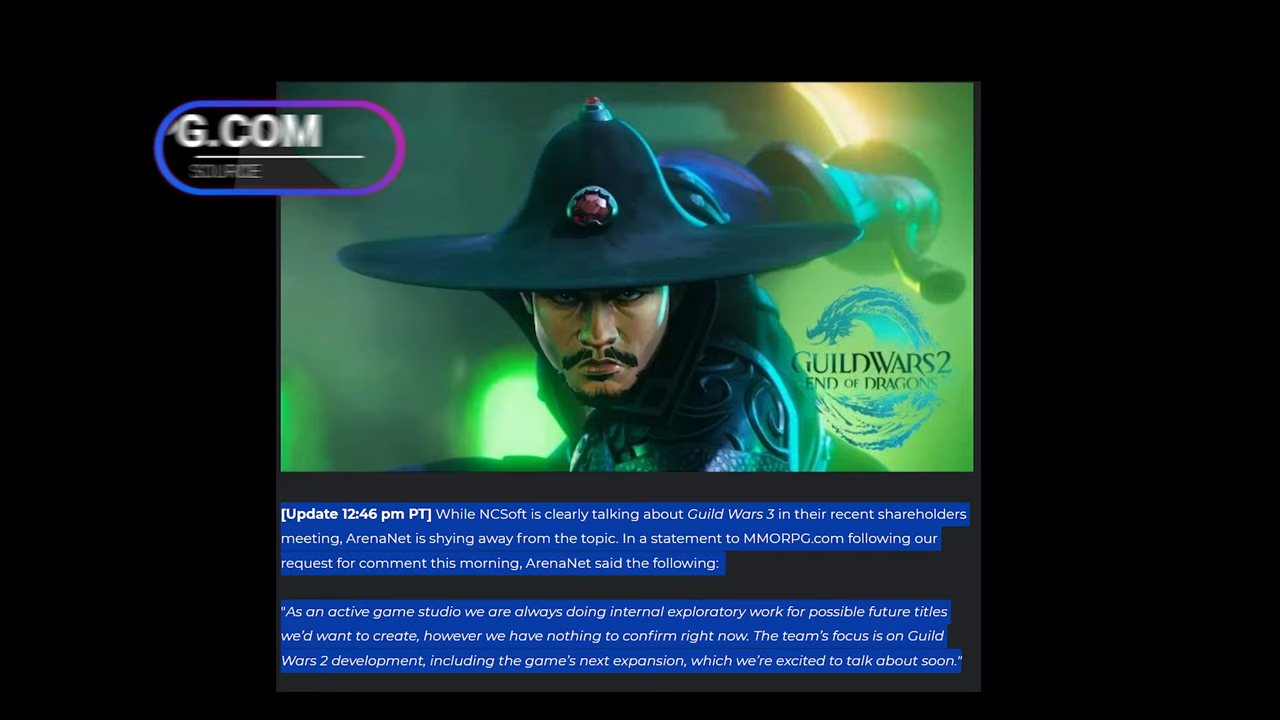 G.COM
SOURCE
GUILD WARS 2
END OF DRAGONS
[Update 12:46 pm PT] While NCSoft is clearly talking about Guild Wars 3 in their recent shareholders
meeting, ArenaNet is shying away from the topic. In a statement to MMORPG.com following our
request for comment this morning, ArenaNet said the following:
"As an active game studio we are always doing internal exploratory work for possible future titles
we'd want to create, however we have nothing to confirm right now. The team's focus is on Guild
Wars 2 development, including the game's next expansion, which we're excited to talk about soon."